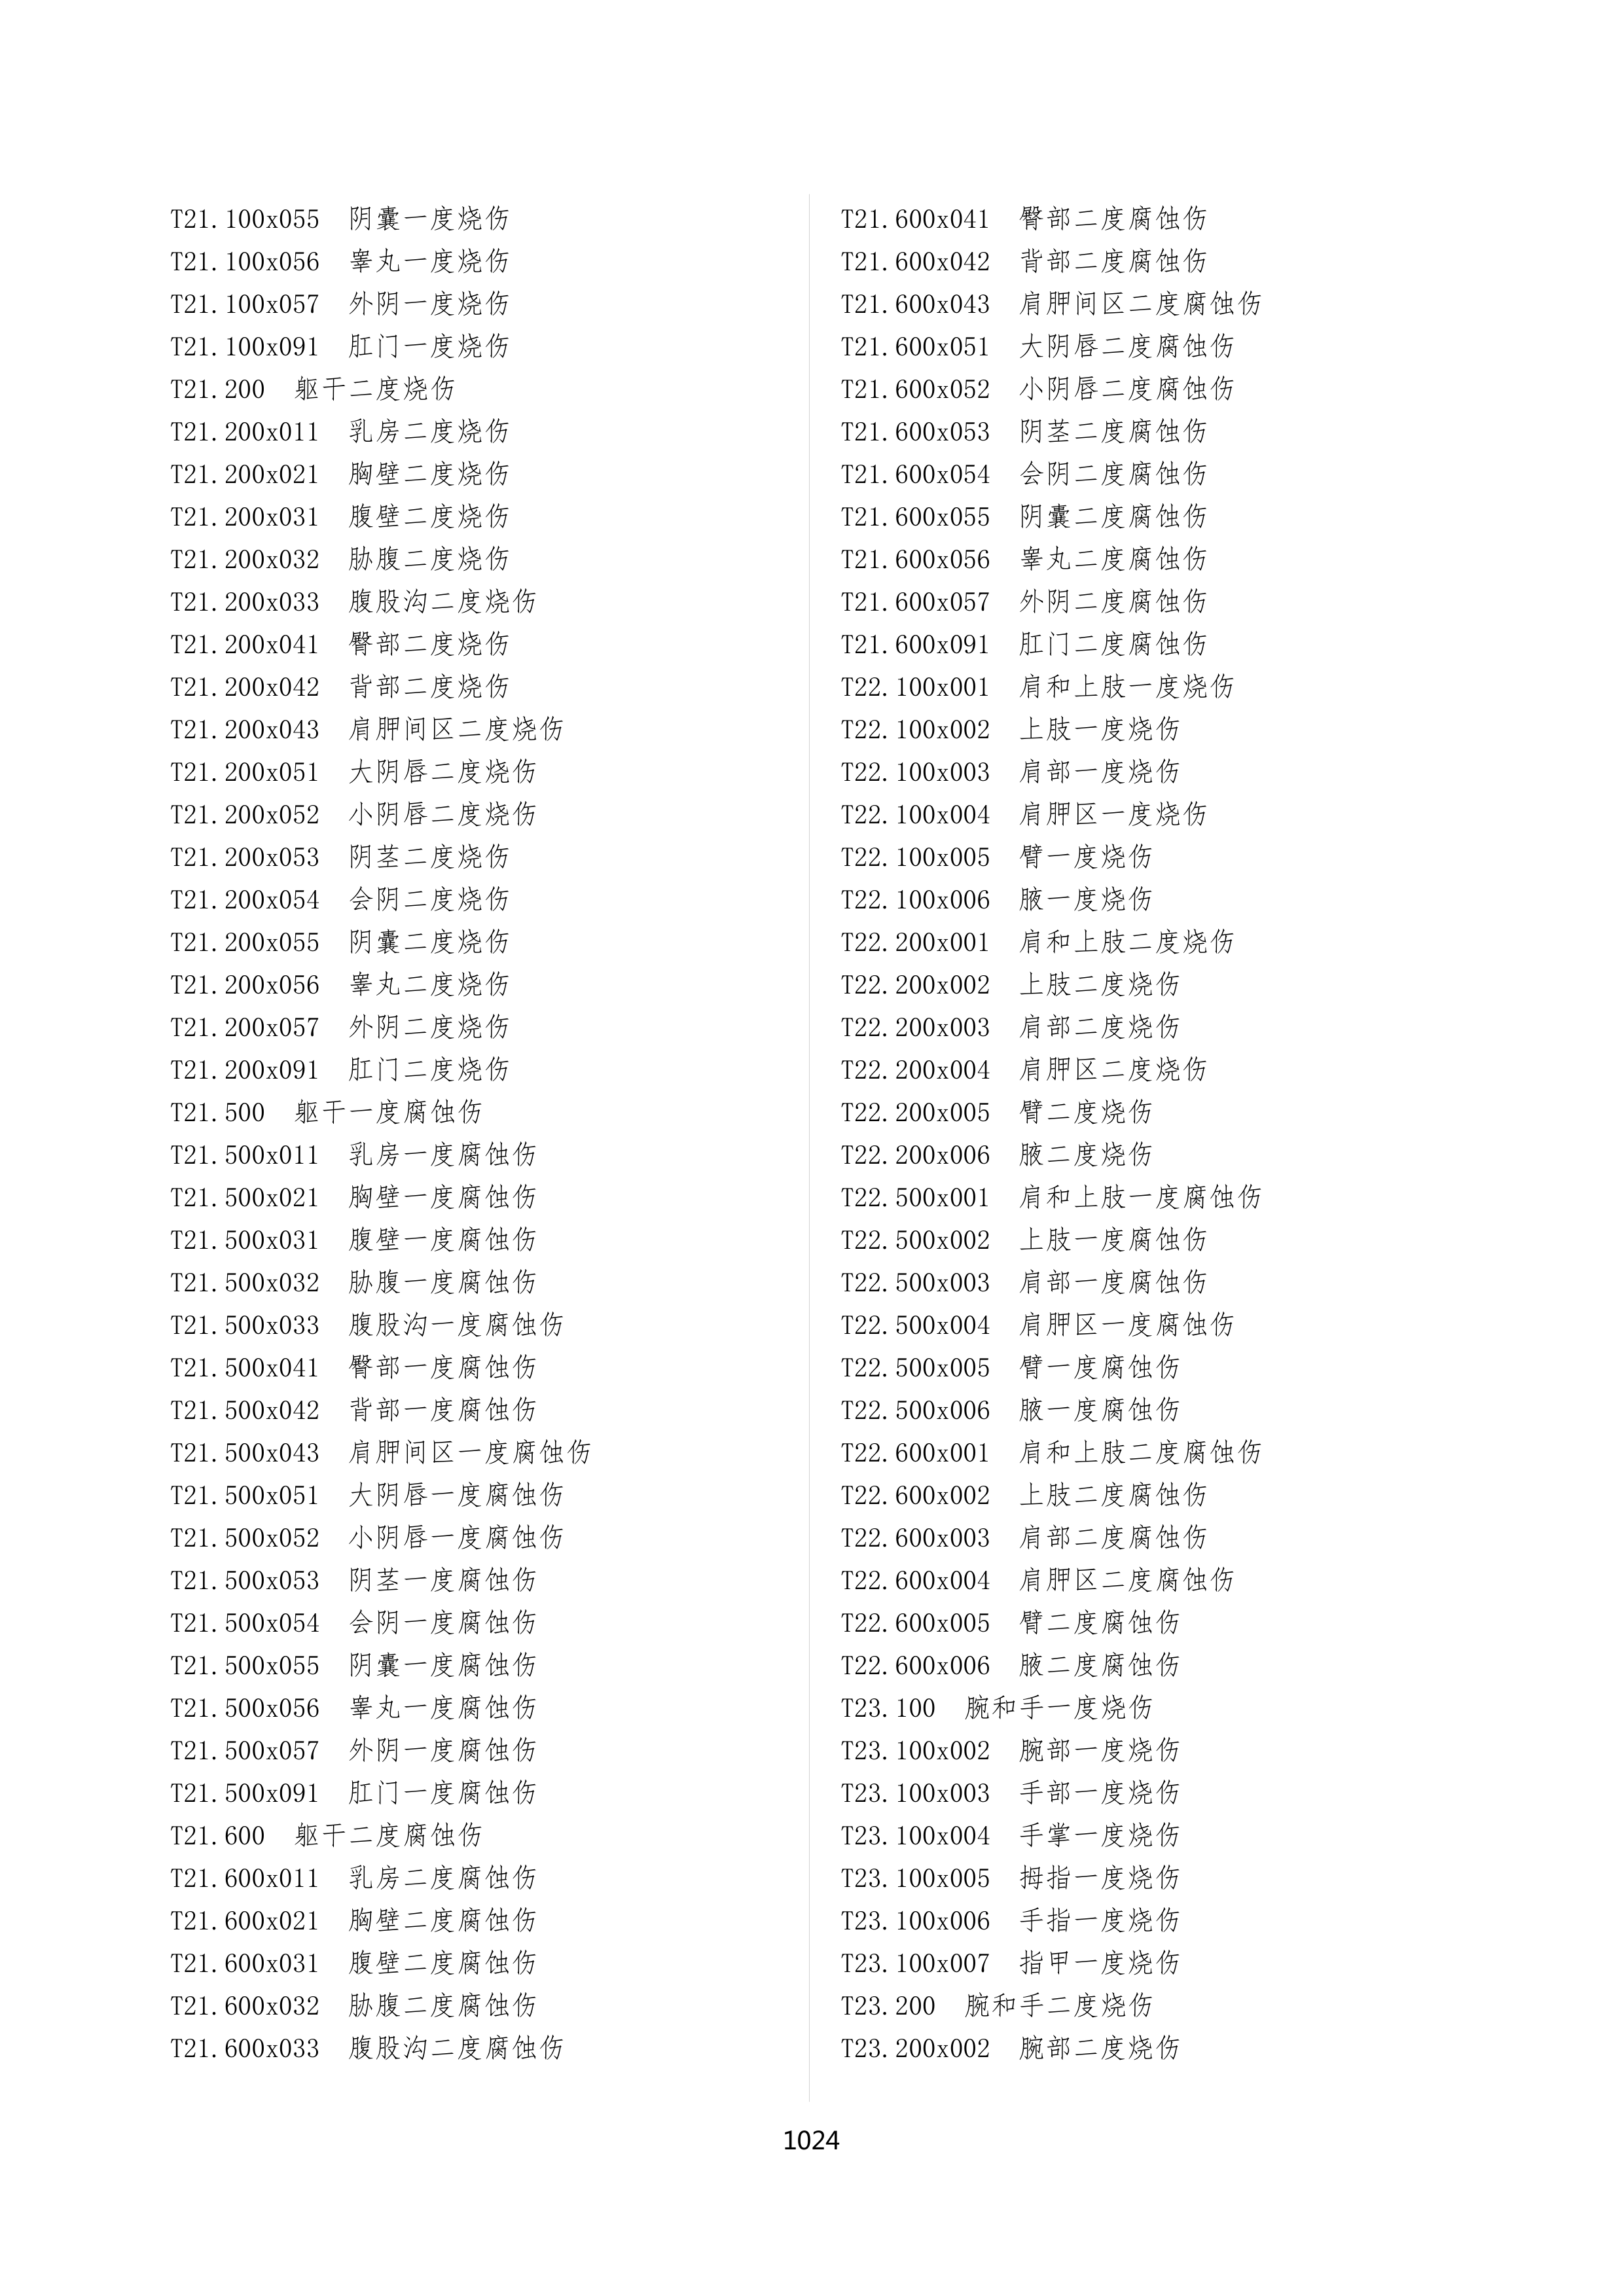 T21.100x055 阴囊一度烧伤
T21.100x056 睾丸一度烧伤
T21.100x057 外阴一度烧伤
T21.100x091 肛门一度烧伤
T21.200 躯干二度烧伤
T21.200x011 乳房二度烧伤
T21.200x021 胸壁二度烧伤
T21.200x031 腹壁二度烧伤
T21.200x032 胁腹二度烧伤
T21.200x033 腹股沟二度烧伤
T21.200x041 臀部二度烧伤
T21.200x042 背部二度烧伤
T21.200x043 肩胛间区二度烧伤
T21.200x051 大阴唇二度烧伤
T21.200x052 小阴唇二度烧伤
T21.200x053 阴茎二度烧伤
T21.200x054 会阴二度烧伤
T21.200x055 阴囊二度烧伤
T21.200x056 睾丸二度烧伤
T21.200x057 外阴二度烧伤
T21.200x091 肛门二度烧伤
T21.500 躯干一度腐蚀伤
T21.500x011 乳房一度腐蚀伤
T21.500x021 胸壁一度腐蚀伤
T21.500x031 腹壁一度腐蚀伤
T21.500x032 胁腹一度腐蚀伤
T21.500x033 腹股沟一度腐蚀伤
T21.500x041 臀部一度腐蚀伤
T21.500x042 背部一度腐蚀伤
T21.500x043 肩胛间区一度腐蚀伤
T21.500x051 大阴唇一度腐蚀伤
T21.500x052 小阴唇一度腐蚀伤
T21.500x053 阴茎一度腐蚀伤
T21.500x054 会阴一度腐蚀伤
T21.500x055 阴囊一度腐蚀伤
T21.500x056 睾丸一度腐蚀伤
T21.500x057 外阴一度腐蚀伤
T21.500x091 肛门一度腐蚀伤
T21.600 躯干二度腐蚀伤
T21.600x011 乳房二度腐蚀伤
T21.600x021 胸壁二度腐蚀伤
T21.600x031 腹壁二度腐蚀伤
T21.600x032 胁腹二度腐蚀伤
T21.600x033 腹股沟二度腐蚀伤
T21.600x041 臀部二度腐蚀伤
T21.600x042 背部二度腐蚀伤
T21.600x043 肩胛间区二度腐蚀伤
T21.600x051 大阴唇二度腐蚀伤
T21.600x052 小阴唇二度腐蚀伤
T21.600x053 阴茎二度腐蚀伤
T21.600x054 会阴二度腐蚀伤
T21.600x055 阴囊二度腐蚀伤
T21.600x056 睾丸二度腐蚀伤
T21.600x057 外阴二度腐蚀伤
T21.600x091 肛门二度腐蚀伤
T22.100x001 肩和上肢一度烧伤
T22.100x002 上肢一度烧伤
T22.100x003 肩部一度烧伤
T22.100x004 肩胛区一度烧伤
T22.100x005 臂一度烧伤
T22.100x006 腋一度烧伤
T22.200x001 肩和上肢二度烧伤
T22.200x002 上肢二度烧伤
T22.200x003 肩部二度烧伤
T22.200x004 肩胛区二度烧伤
T22.200x005 臂二度烧伤
T22.200x006 腋二度烧伤
T22.500x001 肩和上肢一度腐蚀伤
T22.500x002 上肢一度腐蚀伤
T22.500x003 肩部一度腐蚀伤
T22.500x004 肩胛区一度腐蚀伤
T22.500x005 臂一度腐蚀伤
T22.500x006 腋一度腐蚀伤
T22.600x001 肩和上肢二度腐蚀伤
T22.600x002 上肢二度腐蚀伤
T22.600x003 肩部二度腐蚀伤
T22.600x004 肩胛区二度腐蚀伤
T22.600x005 臂二度腐蚀伤
T22.600x006 腋二度腐蚀伤
T23.100 腕和手一度烧伤
T23.100x002 腕部一度烧伤
T23.100x003 手部一度烧伤
T23.100x004 手掌一度烧伤
T23.100x005 拇指一度烧伤
T23.100x006 手指一度烧伤
T23.100x007 指甲一度烧伤
T23.200 腕和手二度烧伤
T23.200x002 腕部二度烧伤
1024